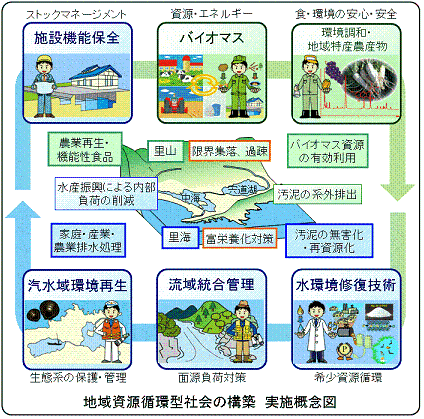 ストックマネージメント
資源・エネルギー
食・環境の安心・安全
施設機能保全
バイオマス
環境調和・
地域特産農産物
農業再生・
機能性食品
里山
限界集落、過疎
バイオマス資源
の有効利用
水産振興による内部
負荷の削減
中海
宍道湖
汚泥の系外排出
家庭・産業・
農業排水処理
里海
富栄養化対策
汚泥の無害化
・再資源化
汽水域環境再生
流域統合管理
水環境修復技術
生態系の保護・管理
面源負荷対策
希少資源循環
地域資源循環型社会の構築 実施概念図